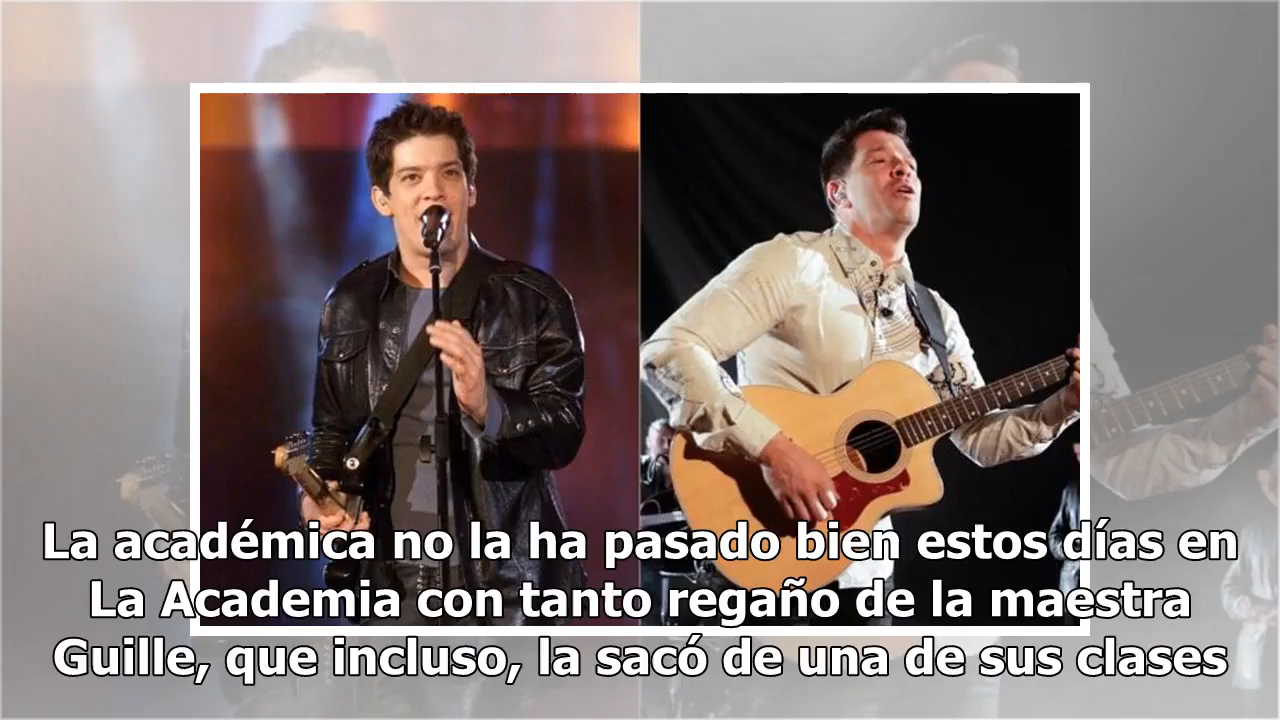 La académica no la ha pasado bien estos días en
La Academia con tanto regaño de la maestra
Guille, que incluso, la sacó de una de sus clases